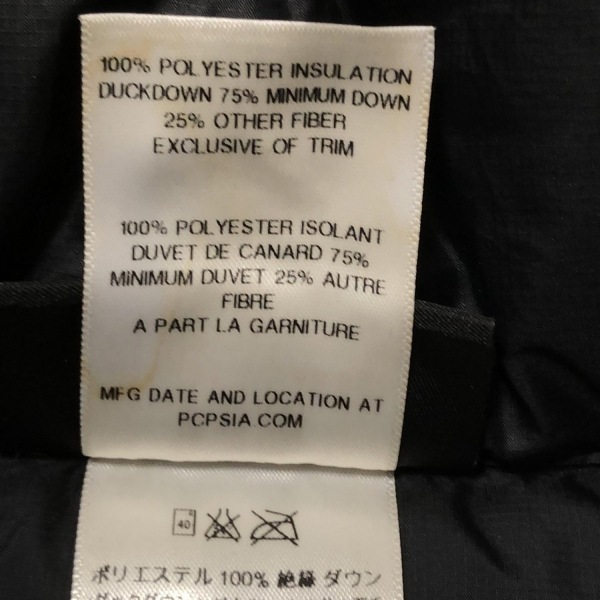 100% POLYESTER INSULATION
DUCKDOWN 75% MINIMUM DOWN
25% OTHER FIBER
EXCLUSIVE OF TRIM
100% POLYESTER ISOLANT
DUVET DE CANARD 75%
MINIMUM DUVET 25% AUTRE
FIBRE
A PART LA GARNITURE
MFG DATE AND LOCATION AT
PCPSIA.COM
40
ポリエステル 100% 絶縁 ダウン